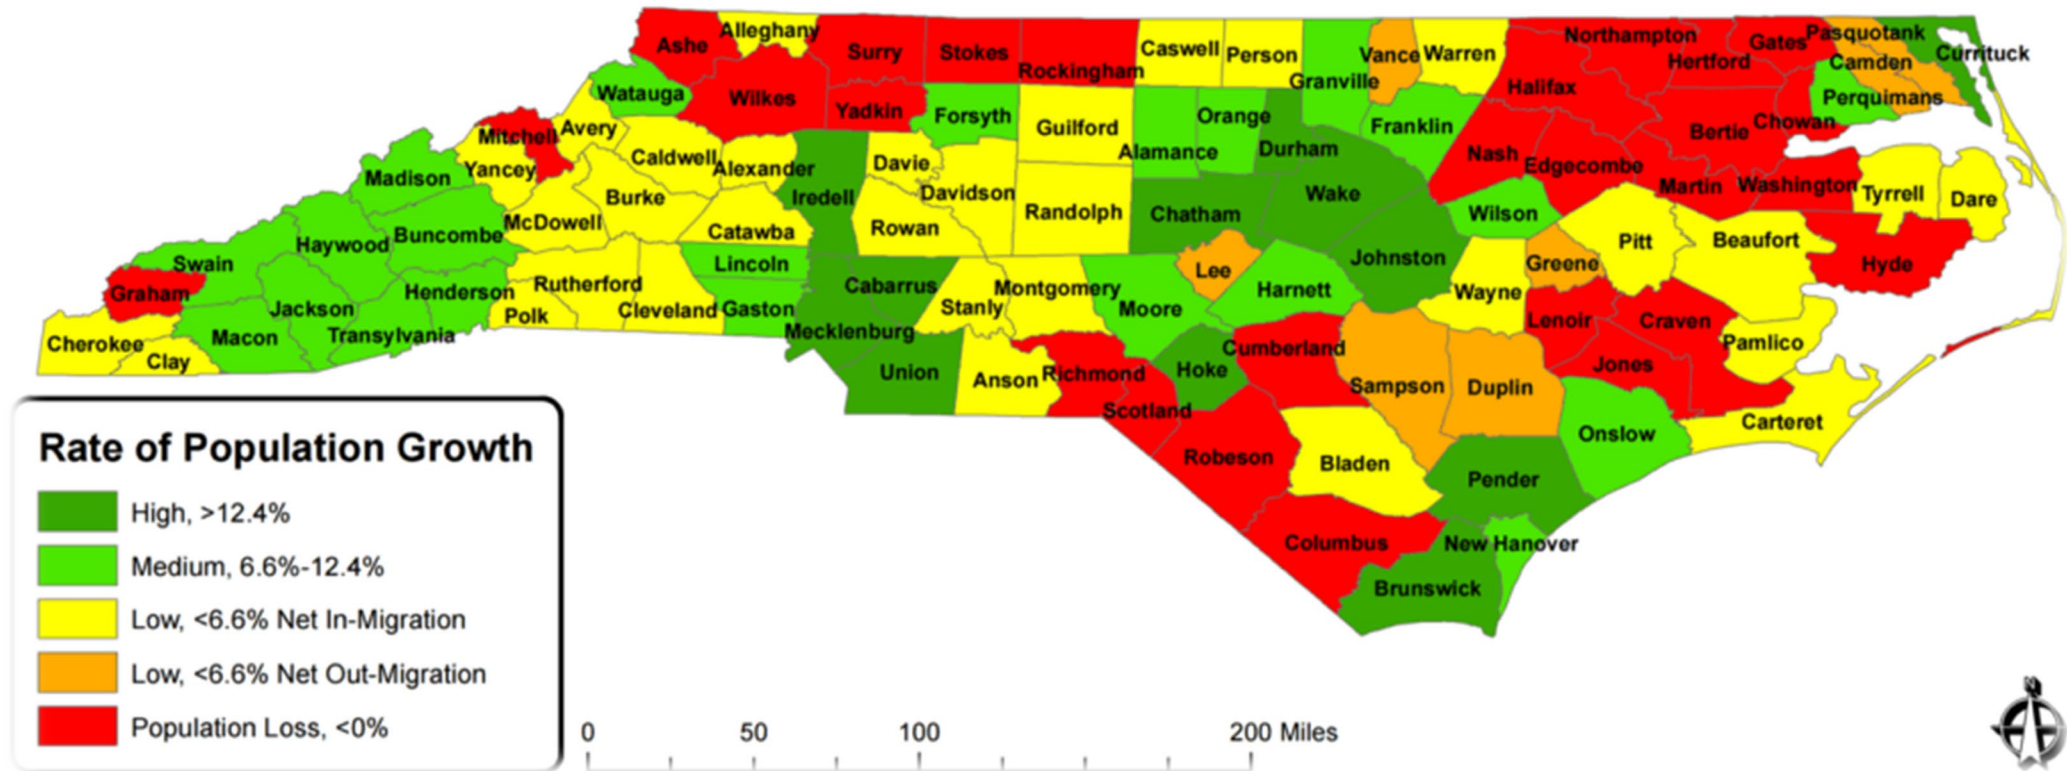 Ashe
Alleghany
Surry
Stokes
Rockingham
Caswell
Person
Granville
Vance
Warren
Northampton
Gates
Pasquotank
Currituck
Hertford
Camden
Halifax
Perquimans
Watauga
Wilkes
Yadkin
Forsyth
Guilford
Orange
Durham
Franklin
Bertie
Chowan
Mitchell
Avery
Caldwell
Alexander
Davie
Alamance
Nash
Edgecombe
Madison
Yancey
Iredell
Davidson
Wake
Martin
Washington
Tyrrell
Dare
Burke
Randolph
Chatham
Wilson
McDowell
Catawba
Rowan
Pitt
Beaufort
Haywood
Buncombe
Swain
Lincoln
Lee
Johnston
Greene
Hyde
Graham
Jackson
Henderson
Rutherford
Cleveland
Gaston
Cabarrus
Stanly
Montgomery
Moore
Harnett
Wayne
Polk
Lenoir
Craven
Cherokee
Clay
Macon
Transylvania
Mecklenburg
Cumberland
Pamlico
Union
Anson
Richmond
Hoke
Sampson
Duplin
Jones
Scotland
Onslow
Carteret
Robeson
Bladen
Pender
Columbus
New Hanover
Brunswick
Rate of Population Growth
High, >12.4%
Medium, 6.6%-12.4%
Low, <6.6% Net In-Migration
Low, <6.6% Net Out-Migration
Population Loss, <0%
0 50 100 200 Miles
N